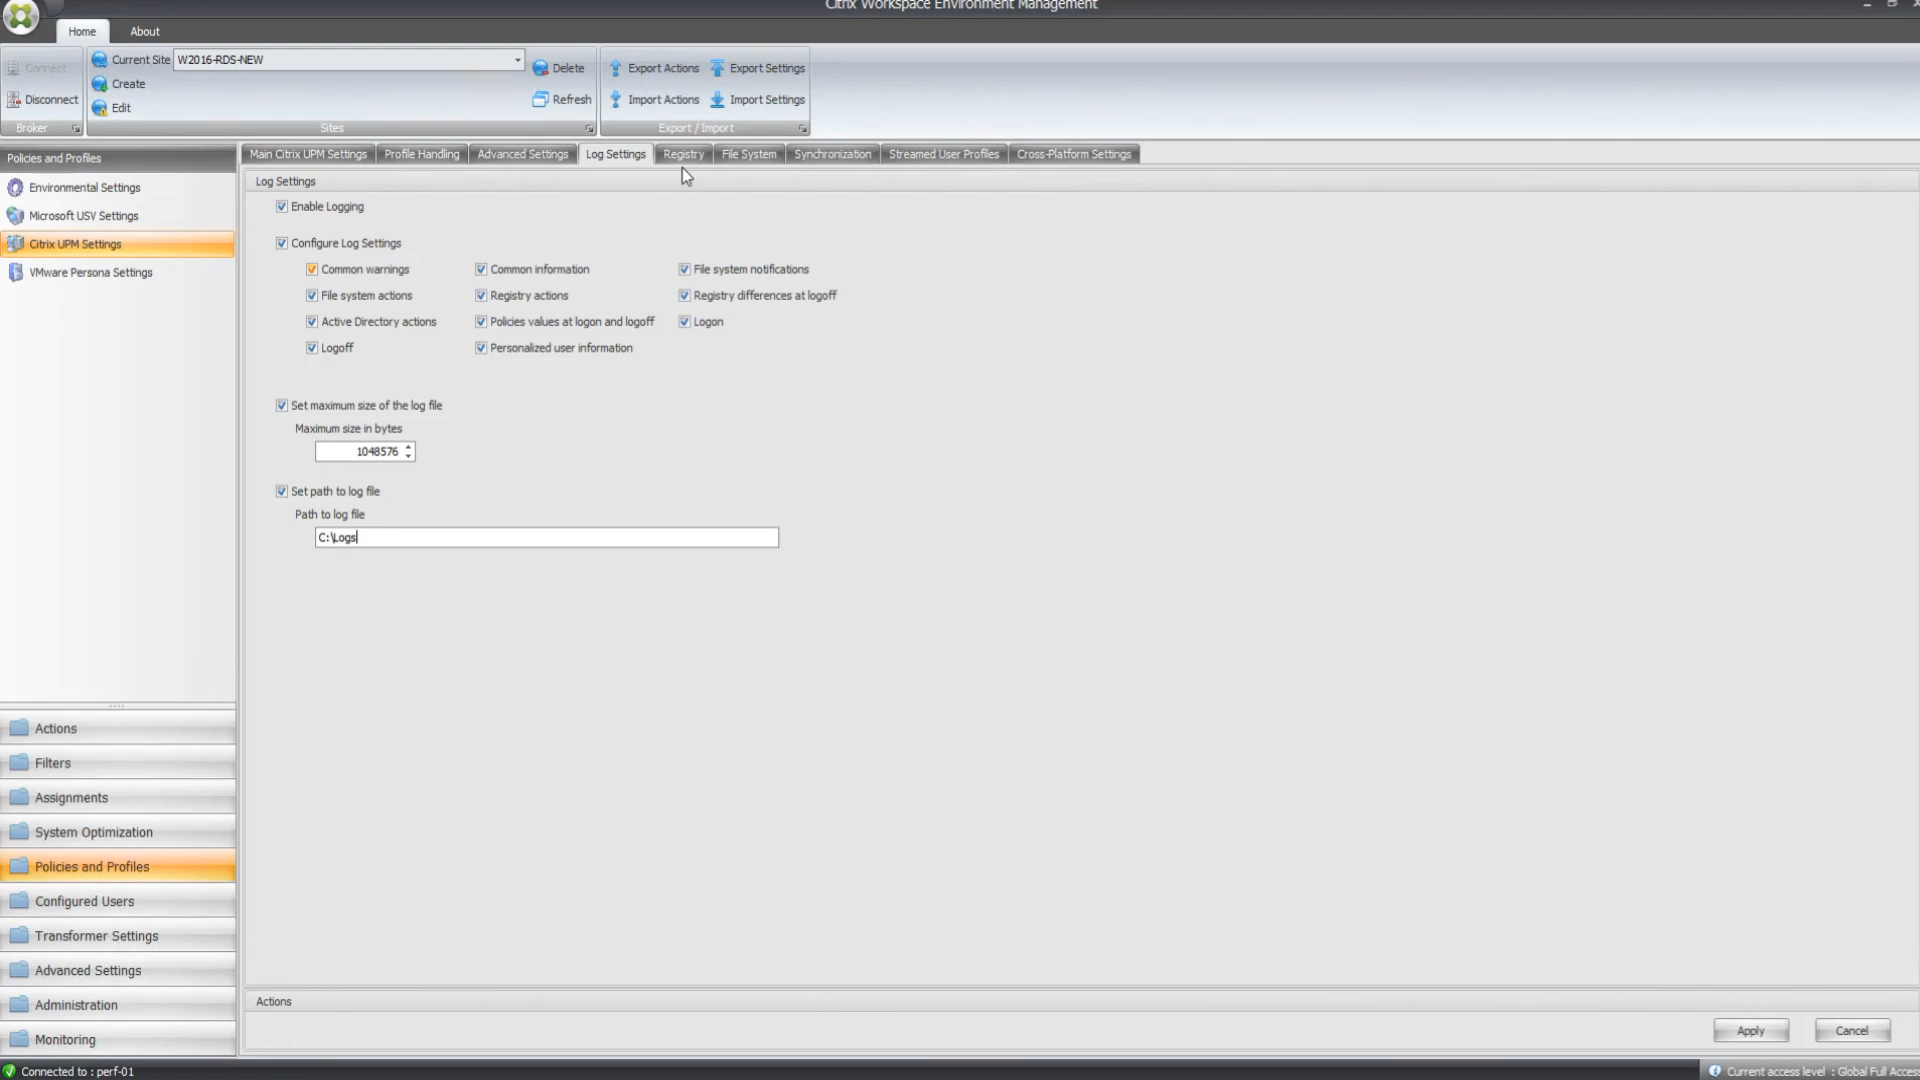 Citrix Workspace Environment Management
Home About
Connect
Disconnect
Broker
Current Site W2016-RDS-NEW
Create
Edit
Delete
Refresh
Sites
Export Actions Export Settings
Import Actions Import Settings
Export / Import
Policies and Profiles
Environmental Settings
Microsoft USV Settings
Citrix UPM Settings
VMware Persona Settings
Actions
Filters
Assignments
System Optimization
Policies and Profiles
Configured Users
Transformer Settings
Advanced Settings
Administration
Monitoring
Main Citrix UPM Settings Profile Handling Advanced Settings Log Settings Registry File System Synchronization Streamed User Profiles Cross-Platform Settings
Log Settings
Enable Logging
Configure Log Settings
Common warnings Common information File system notifications
File system actions Registry actions Registry differences at logoff
Active Directory actions Policies values at logon and logoff Logon
Logoff Personalized user information
Set maximum size of the log file
Maximum size in bytes
1048576
Set path to log file
Path to log file
C:\Logs
Actions
Apply Cancel
Connected to : perf-01
Current access level : Global Full Access